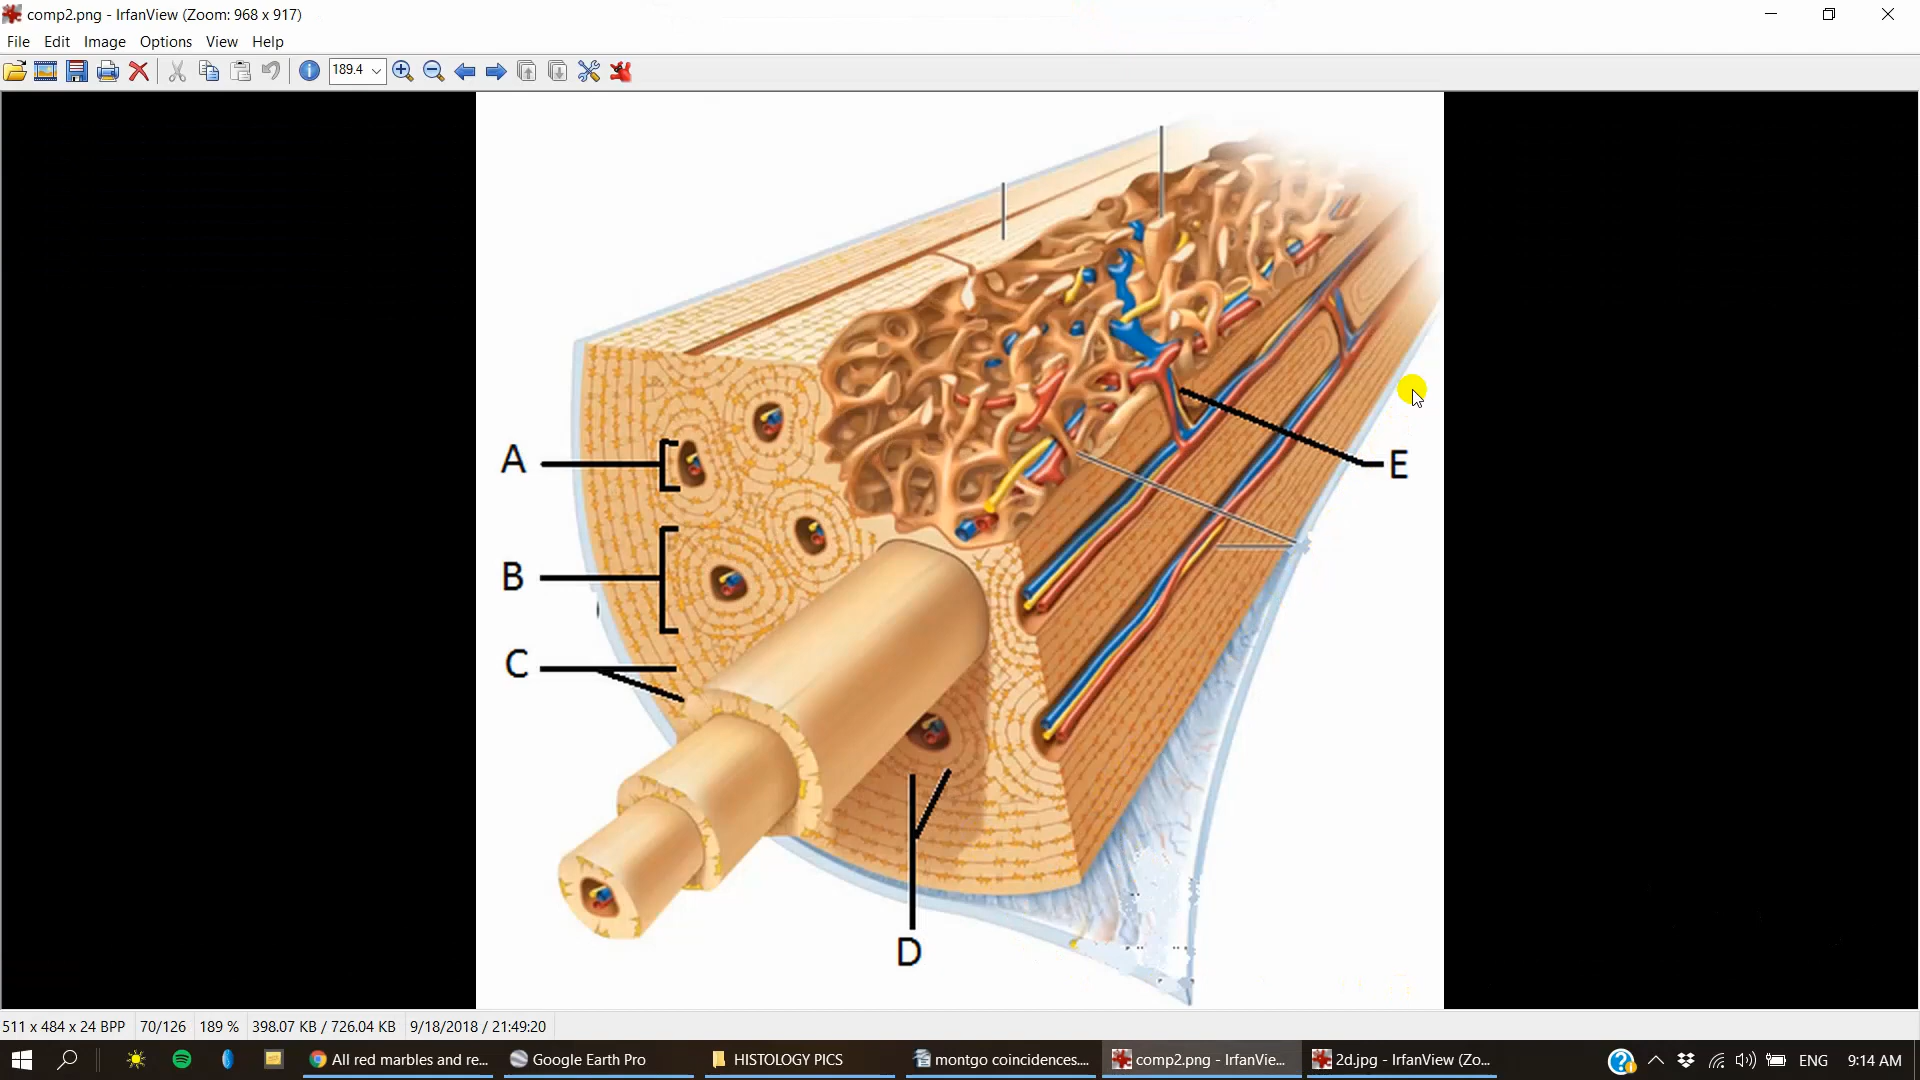 comp2.png - IrfanView (Zoom: 968 x 917)
File Edit Image Options View Help
189.4
A
B
C
D
E
511 x 484 x 24 BPP 70/126 189 % 398.07 KB / 726.04 KB 9/18/2018 / 21:49:20
All red marbles and re... Google Earth Pro HISTOLOGY PICS montgo coincidences.... comp2.png - IrfanVie... 2d.jpg - IrfanView (Zo... ENG 9:14 AM